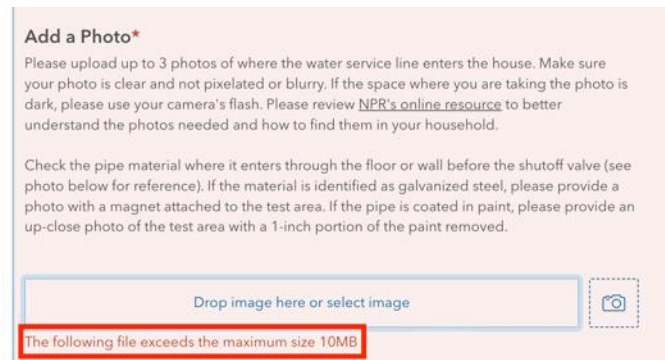 Add a Photo*
Please upload up to 3 photos of where the water service line enters the house. Make sure
your photo is clear and not pixelated or blurry. If the space where you are taking the photo is
dark, please use your camera's flash. Please review NPR's online resource to better
understand the photos needed and how to find them in your household.
Check the pipe material where it enters through the floor or wall before the shutoff valve (see
photo below for reference). If the material is identified as galvanized steel, please provide a
photo with a magnet attached to the test area. If the pipe is coated in paint, please provide an
up-close photo of the test area with a 1-inch portion of the paint removed.
Drop image here or select image
The following file exceeds the maximum size 10MB